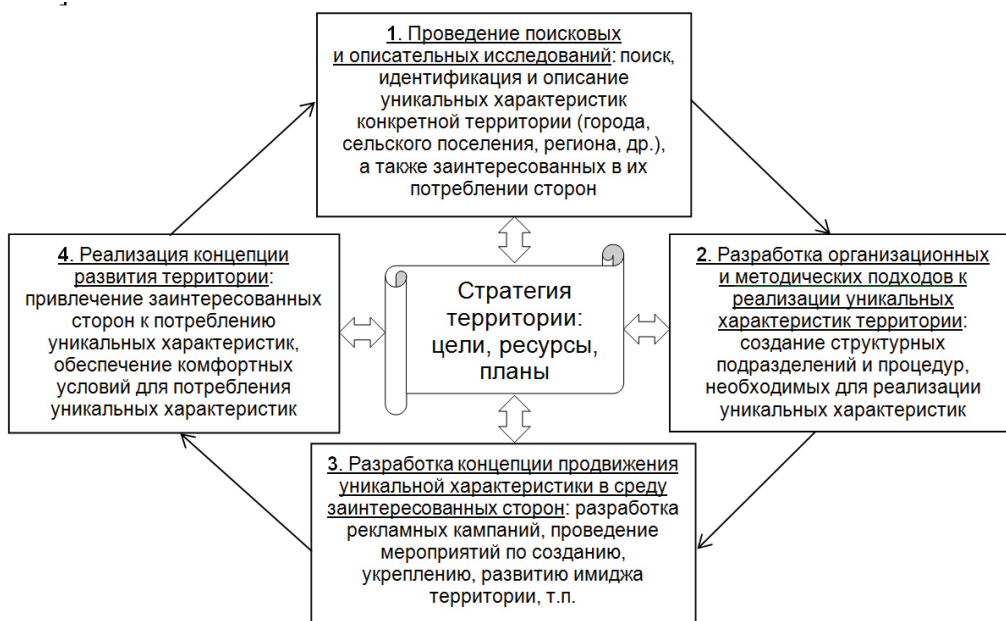 1. Проведение поисковых
и описательных исследований: поиск,
идентификация и описание
уникальных характеристик
конкретной территории (города,
сельского поселения, региона, др.),
а также заинтересованных в их
потреблении сторон
4. Реализация концепции
развития территории:
привлечение заинтересованных
сторон к потреблению
уникальных характеристик,
обеспечение комфортных
условий для потребления
уникальных характеристик
Стратегия
территории:
цели, ресурсы,
планы
2. Разработка организационных
и методических подходов к
реализации уникальных
характеристик территории:
создание структурных
подразделений и процедур,
необходимых для реализации
уникальных характеристик
3. Разработка концепции продвижения
уникальной характеристики в среду
заинтересованных сторон: разработка
рекламных кампаний, проведение
мероприятий по созданию,
укреплению, развитию имиджа
территории, т.п.